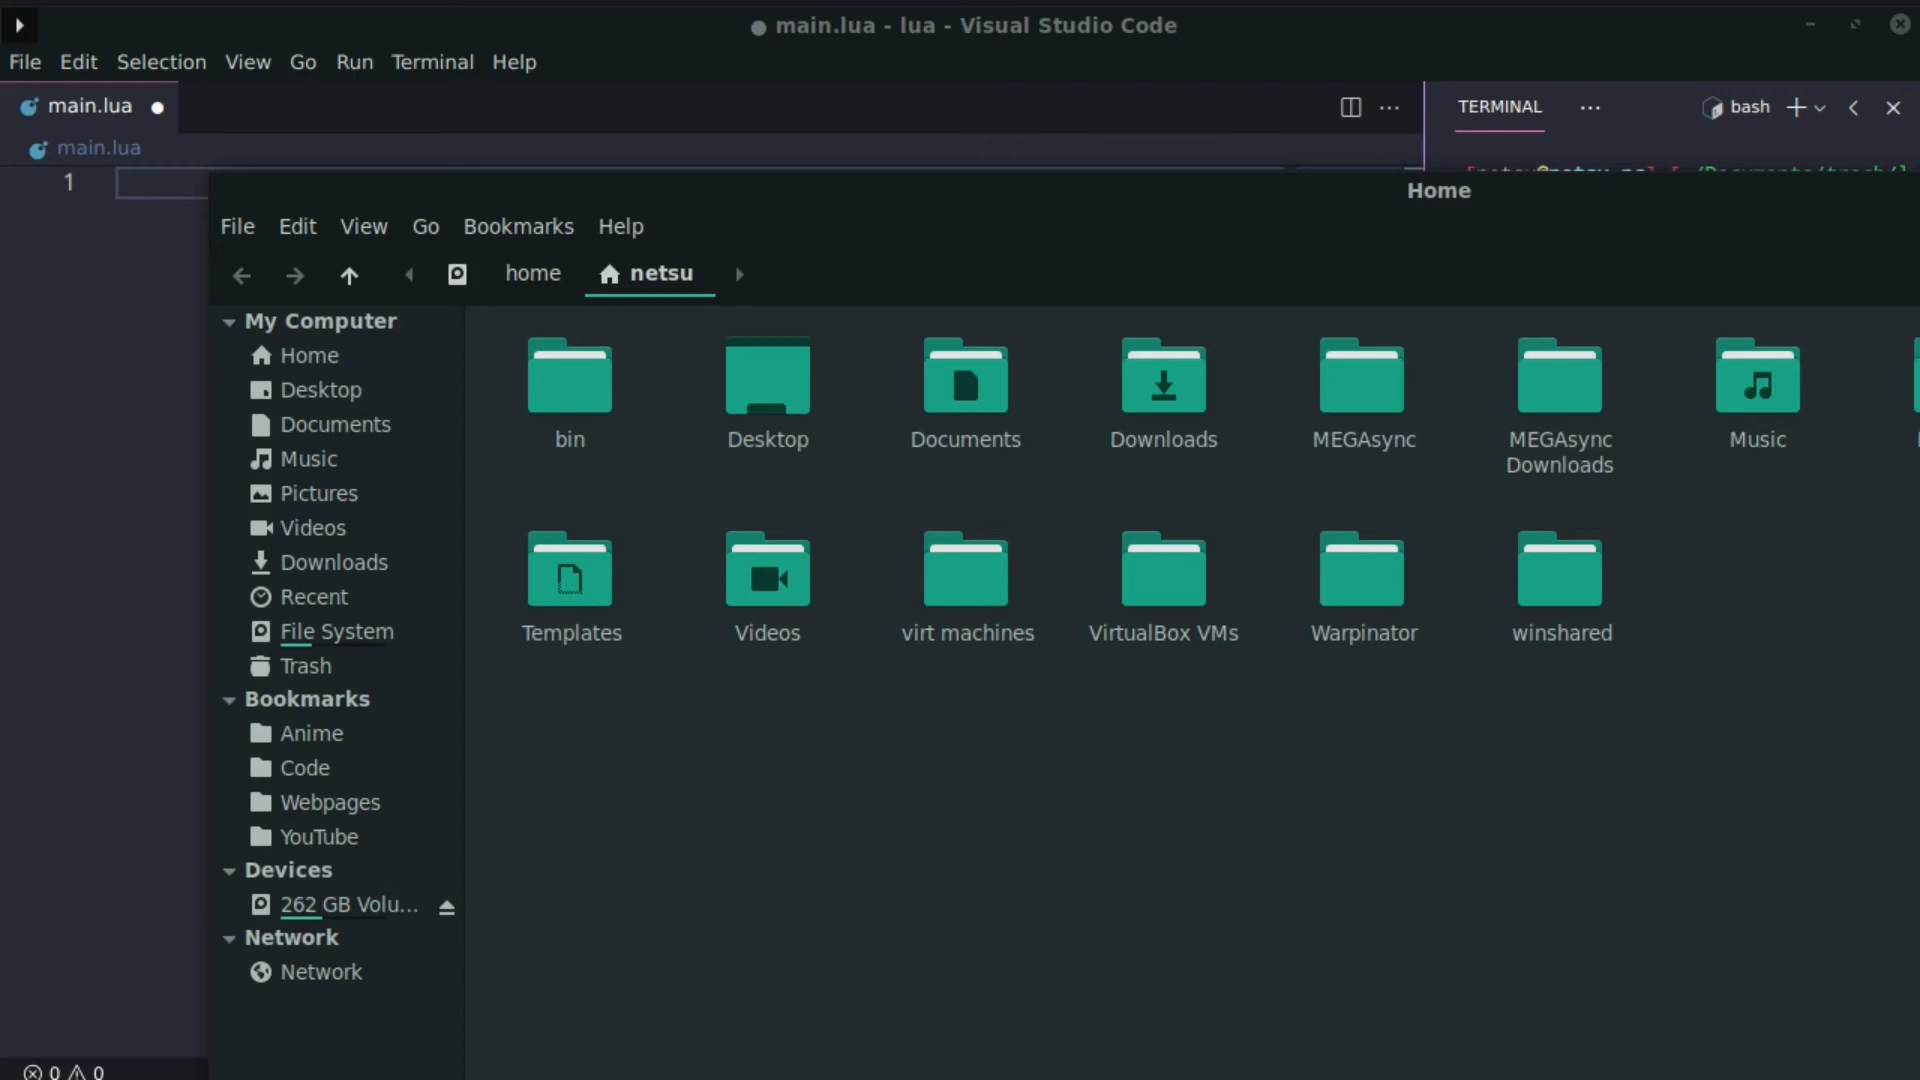 main.lua - lua - Visual Studio Code
File Edit Selection View Go Run Terminal Help
main.lua
TERMINAL
bash
main.lua
1
Home
File Edit View Go Bookmarks Help
home
netsu
My Computer
Home
Desktop
Documents
Music
Pictures
Videos
Downloads
Recent
File System
Trash
Bookmarks
Anime
Code
Webpages
YouTube
Devices
262 GB Volu...
Network
Network
bin
Desktop
Documents
Downloads
MEGAsync
MEGAsync
Downloads
Music
Templates
Videos
virt machines
VirtualBox VMs
Warpinator
winshared
0 0